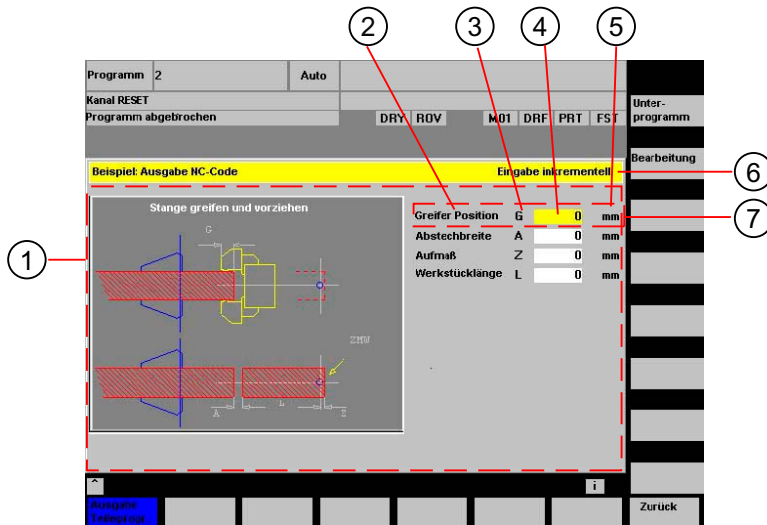 2 3 4 5
Programm 2 Auto
Kanal RESET
Programm abgebrochen
DRY ROV M01 DRF PRT FST
Unter-
programm
Bearbeitung
Beispiel: Ausgabe NC-Code Eingabe inkrementell
6
Stange greifen und vorziehen
G
Greifer Position G 0 mm
7
Abstechbreite A 0 mm
Aufmaß Z 0 mm
Werkstücklänge L 0 mm
1
ZMW
A L Z
^ i
Ausgabe
Teileprogr.
Zurück